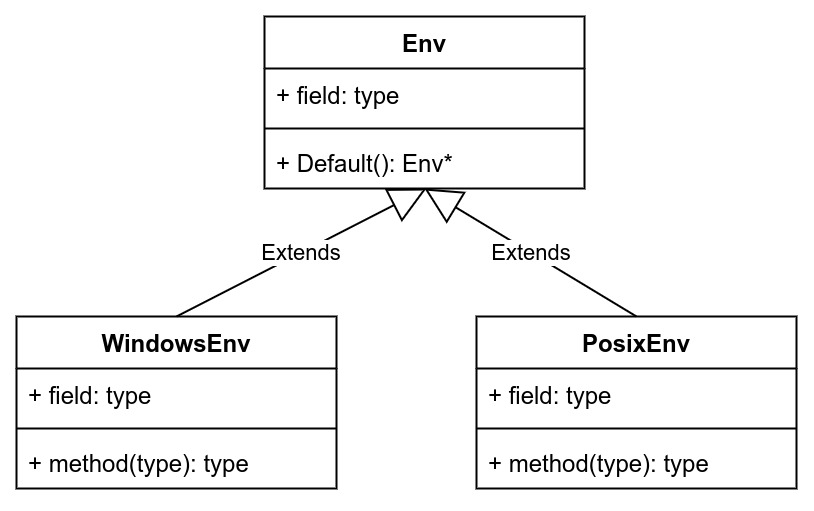 Env
+ field: type
+ Default(): Env*
Extends
Extends
WindowsEnv
+ field: type
+ method(type): type
PosixEnv
+ field: type
+ method(type): type